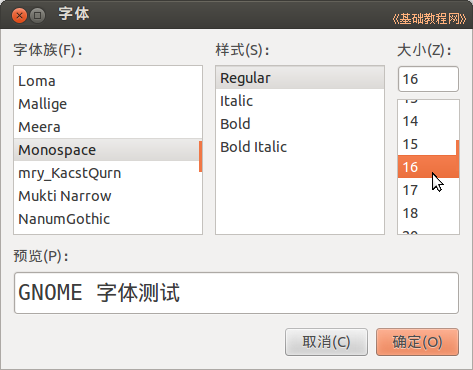 字体
《基础教程网》
字体族(F):
样式(S):
大小(Z):
Loma
Mallige
Meera
Monospace
mry_KacstQurn
Mukti Narrow
NanumGothic
Regular
Italic
Bold
Bold Italic
16
13
14
15
16
17
18
20
预览(P):
GNOME 字体测试
取消(C)
确定(O)